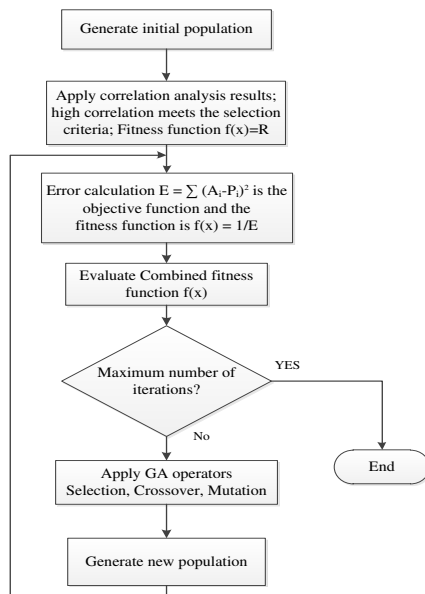 Generate initial population
Apply correlation analysis results;
high correlation meets the selection
criteria; Fitness function f(x)=R
Error calculation E = ∑ (Aᵢ-Pᵢ)² is the
objective function and the
fitness function is f(x) = 1/E
Evaluate Combined fitness
function f(x)
Maximum number of
iterations?
YES
No
End
Apply GA operators
Selection, Crossover, Mutation
Generate new population